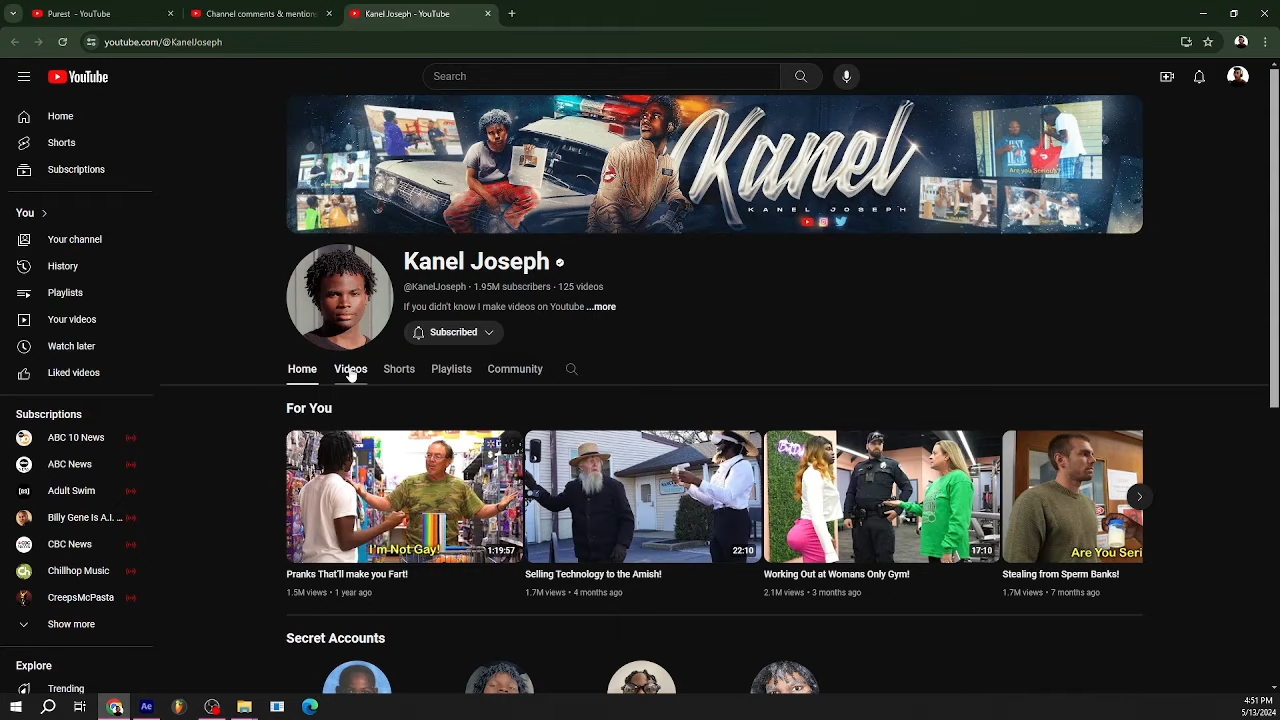 Purest - YouTube
Channel comments & mentions
Kanel Joseph - YouTube
youtube.com/@KanelJoseph
YouTube
Search
Home
Shorts
Subscriptions
You
Your channel
History
Playlists
Your videos
Watch later
Liked videos
Subscriptions
ABC 10 News
ABC News
Adult Swim
Billy Gene Is A.I. ...
CBC News
Chillhop Music
CreepsMcPasta
Show more
Explore
Trending
Kanel
KANEL JOSEPH
Are you Serious?
Kanel Joseph
@KanelJoseph · 1.95M subscribers · 125 videos
If you didn't know I make videos on Youtube ...more
Subscribed
Home
Videos
Shorts
Playlists
Community
For You
I'm Not Gay!
1:19:57
22:10
17:10
Are You Seri
Pranks That'll make you Fart!
1.5M views • 1 year ago
Selling Technology to the Amish!
1.7M views • 4 months ago
Working Out at Womans Only Gym!
2.1M views • 3 months ago
Stealing from Sperm Banks!
1.7M views • 7 months ago
Secret Accounts
Ae
4:51 PM
5/13/2024